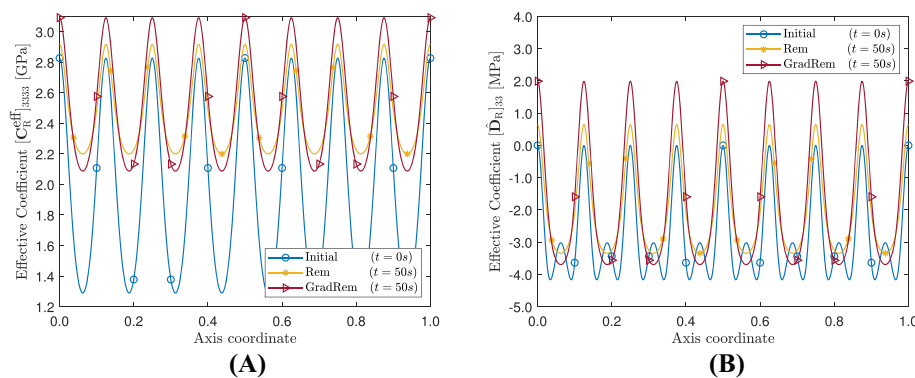 Effective Coefficient [C_R^eff]3333 [GPa]
3.0
2.8
2.6
2.4
2.2
2.0
1.8
1.6
1.4
1.2
Initial (t = 0s)
Rem (t = 50s)
GradRem (t = 50s)
0.0 0.2 0.4 0.6 0.8 1.0
Axis coordinate
(A)
Effective Coefficient [D̂_R]33 [MPa]
4.0
3.0
2.0
1.0
0.0
-1.0
-2.0
-3.0
-4.0
-5.0
Initial (t = 0s)
Rem (t = 50s)
GradRem (t = 50s)
0.0 0.2 0.4 0.6 0.8 1.0
Axis coordinate
(B)